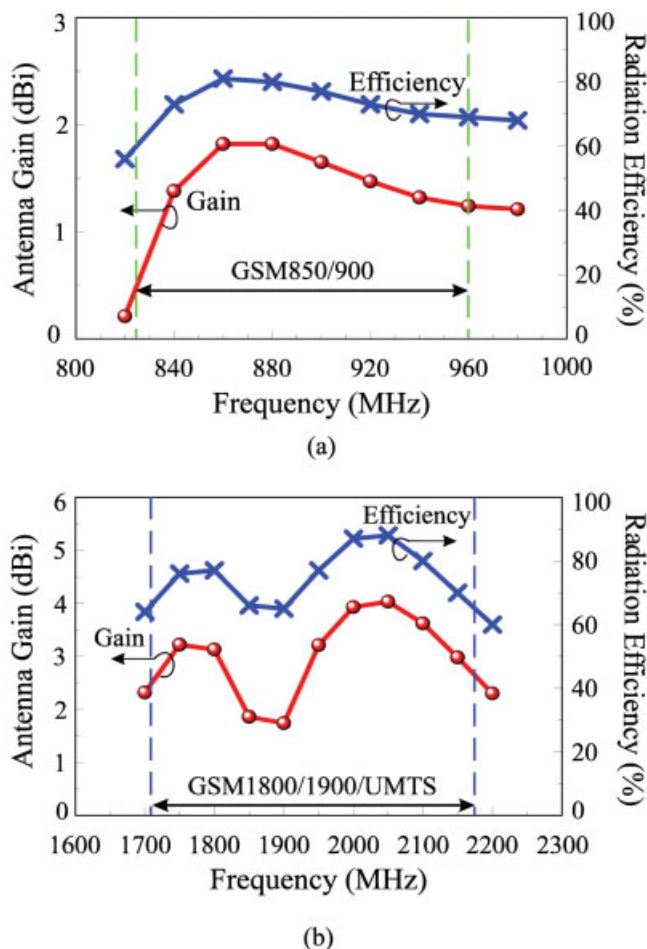 3
2
1
0
Antenna Gain (dBi)
100
80
60
40
20
0
Radiation Efficiency (%)
Efficiency
Gain
GSM850/900
800 840 880 920 960 1000
Frequency (MHz)
(a)
6
5
4
3
2
1
0
Antenna Gain (dBi)
100
80
60
40
20
0
Radiation Efficiency (%)
Efficiency
Gain
GSM1800/1900/UMTS
1600 1700 1800 1900 2000 2100 2200 2300
Frequency (MHz)
(b)